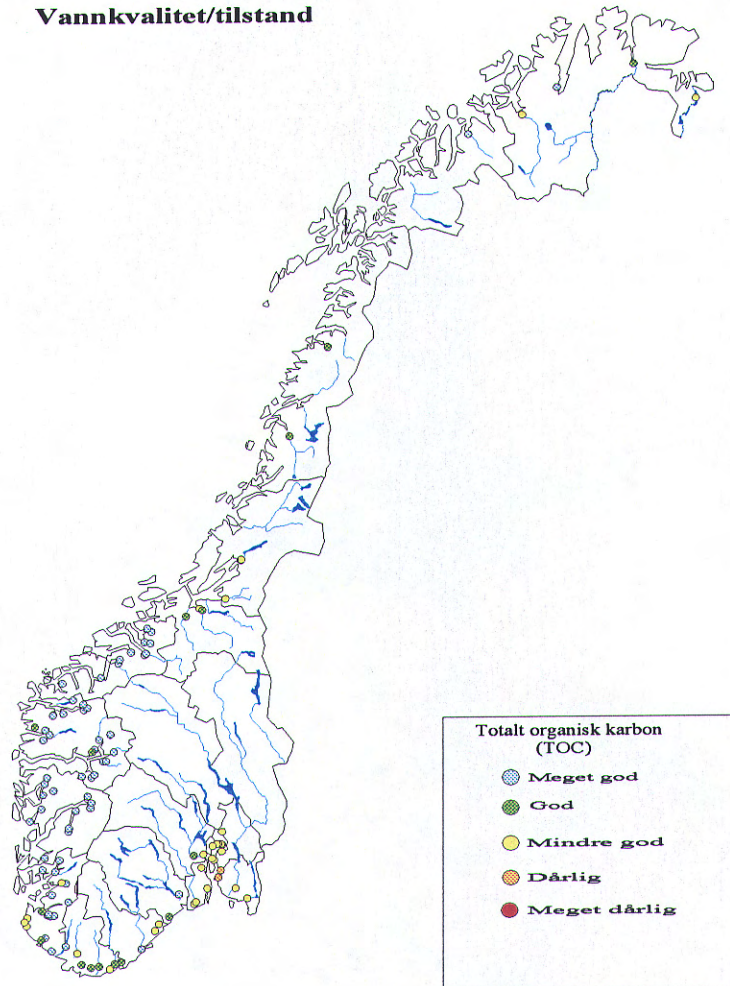 Vannkvalitet/tilstand
Totalt organisk karbon
(TOC)
Meget god
God
Mindre god
Dårlig
Meget dårlig